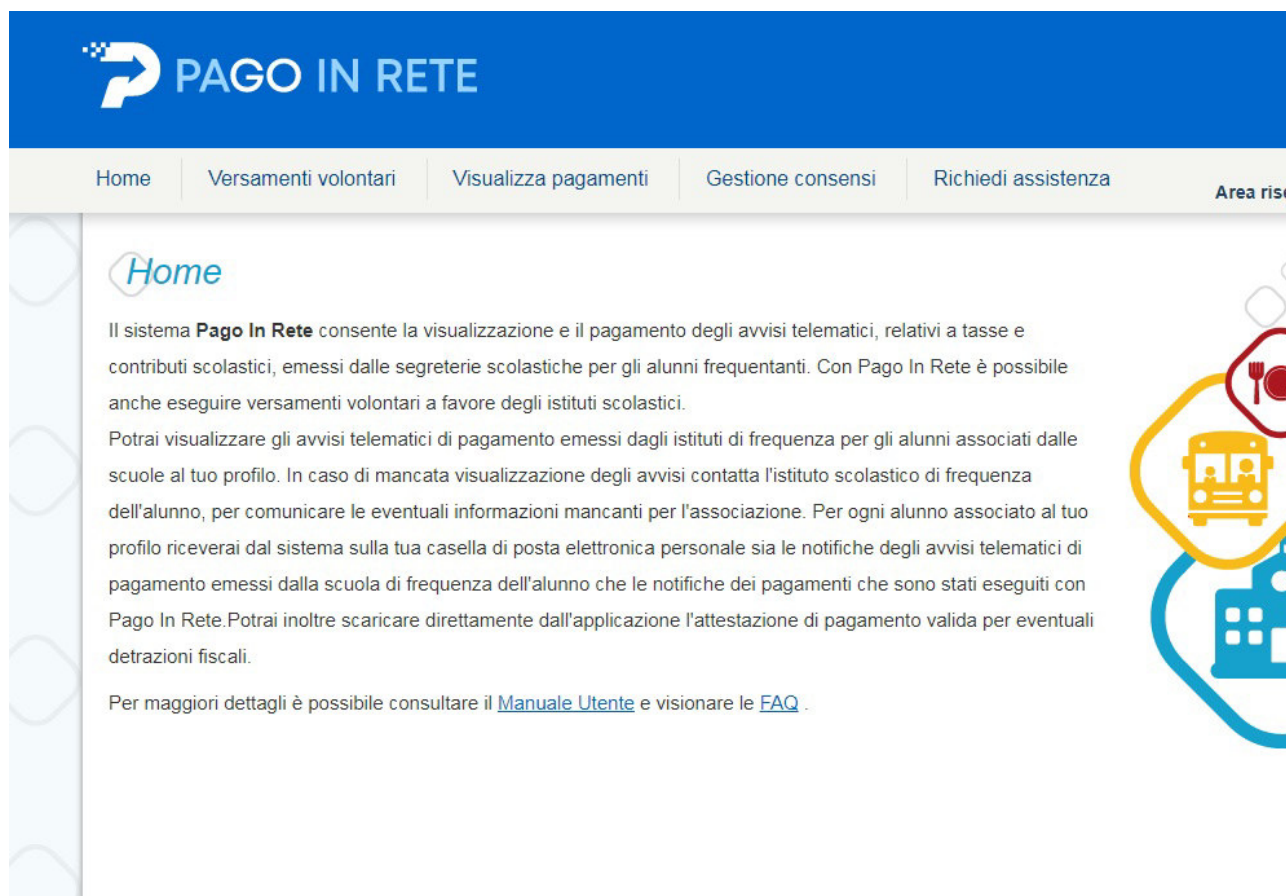 PAGO IN RETE
Home
Versamenti volontari
Visualizza pagamenti
Gestione consensi
Richiedi assistenza
Home
Il sistema Pago In Rete consente la visualizzazione e il pagamento degli avvisi telematici, relativi a tasse e
contributi scolastici, emessi dalle segreterie scolastiche per gli alunni frequentanti. Con Pago In Rete è possibile
anche eseguire versamenti volontari a favore degli istituti scolastici.
Potrai visualizzare gli avvisi telematici di pagamento emessi dagli istituti di frequenza per gli alunni associati dalle
scuole al tuo profilo. In caso di mancata visualizzazione degli avvisi contatta l'istituto scolastico di frequenza
dell'alunno, per comunicare le eventuali informazioni mancanti per l'associazione. Per ogni alunno associato al tuo
profilo riceverai dal sistema sulla tua casella di posta elettronica personale sia le notifiche degli avvisi telematici di
pagamento emessi dalla scuola di frequenza dell'alunno che le notifiche dei pagamenti che sono stati eseguiti con
Pago In Rete.Potrai inoltre scaricare direttamente dall'applicazione l'attestazione di pagamento valida per eventuali
detrazioni fiscali.
Per maggiori dettagli è possibile consultare il Manuale Utente e visionare le FAQ .
Area